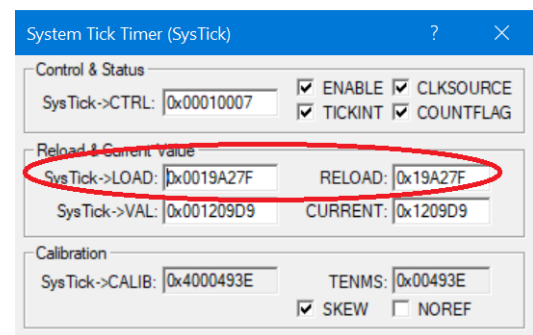 System Tick Timer (SysTick) ? ×
Control & Status
SysTick->CTRL: 0x00010007 ENABLE CLKSOURCE
TICKINT COUNTFLAG
Reload & Current Value
SysTick->LOAD: 0x0019A27F RELOAD: 0x19A27F
SysTick->VAL: 0x001209D9 CURRENT: 0x1209D9
Calibration
SysTick->CALIB: 0x4000493E TENMS: 0x00493E
SKEW NOREF